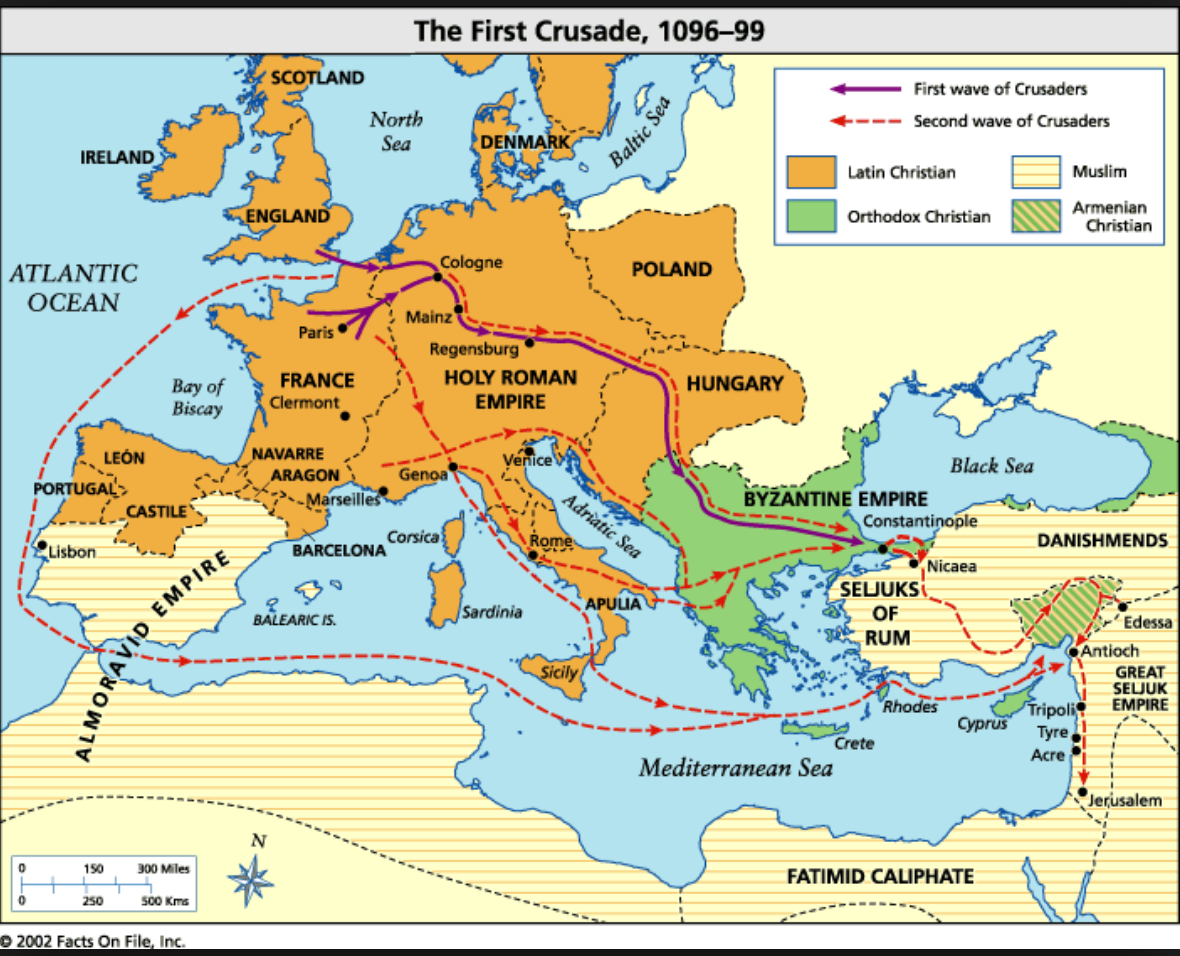 The First Crusade, 1096–99
First wave of Crusaders
Second wave of Crusaders
Latin Christian
Muslim
Orthodox Christian
Armenian
Christian
SCOTLAND
North
Sea
IRELAND
DENMARK
Baltic Sea
ENGLAND
ATLANTIC
OCEAN
Cologne
POLAND
Paris
Mainz
Regensburg
Bay of
Biscay
FRANCE
Clermont
HOLY ROMAN
EMPIRE
HUNGARY
LEÓN
NAVARRE
ARAGON
Genoa
Venice
Black Sea
PORTUGAL
CASTILE
Marseilles
BYZANTINE EMPIRE
Adriatic Sea
Constantinople
Lisbon
BARCELONA
Corsica
Rome
DANISHMENDS
Nicaea
ALMORAVID EMPIRE
BALEARIC IS.
Sardinia
APULIA
SELJUKS
OF
RUM
Edessa
Antioch
Sicily
GREAT
SELJUK
EMPIRE
Rhodes
Cyprus
Tripoli
Tyre
Acre
Crete
Mediterranean Sea
Jerusalem
N
0 150 300 Miles
0 250 500 Kms
FATIMID CALIPHATE
© 2002 Facts On File, Inc.